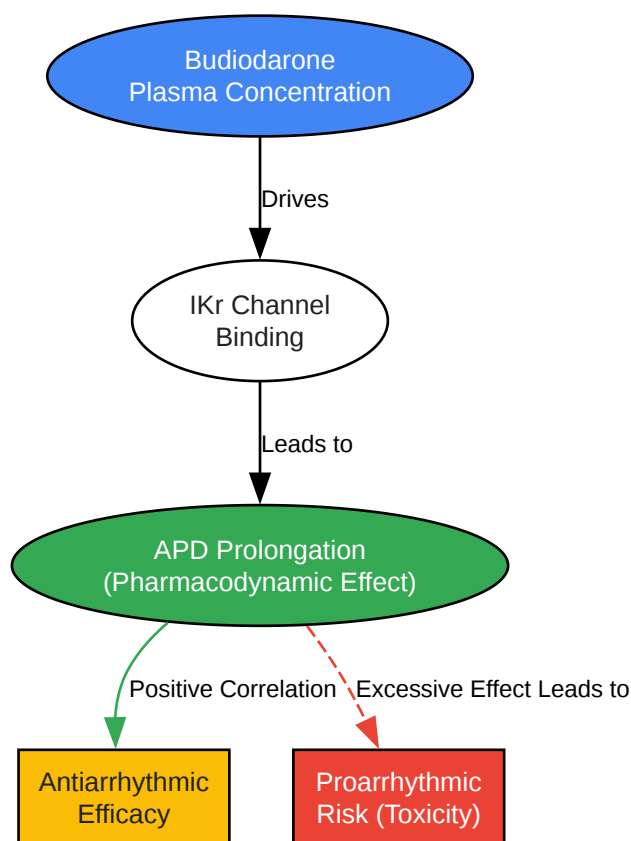 Budiodarone
Plasma Concentration
Drives
IKr Channel
Binding
Leads to
APD Prolongation
(Pharmacodynamic Effect)
Positive Correlation
Excessive Effect Leads to
Antiarrhythmic
Efficacy
Proarrhythmic
Risk (Toxicity)